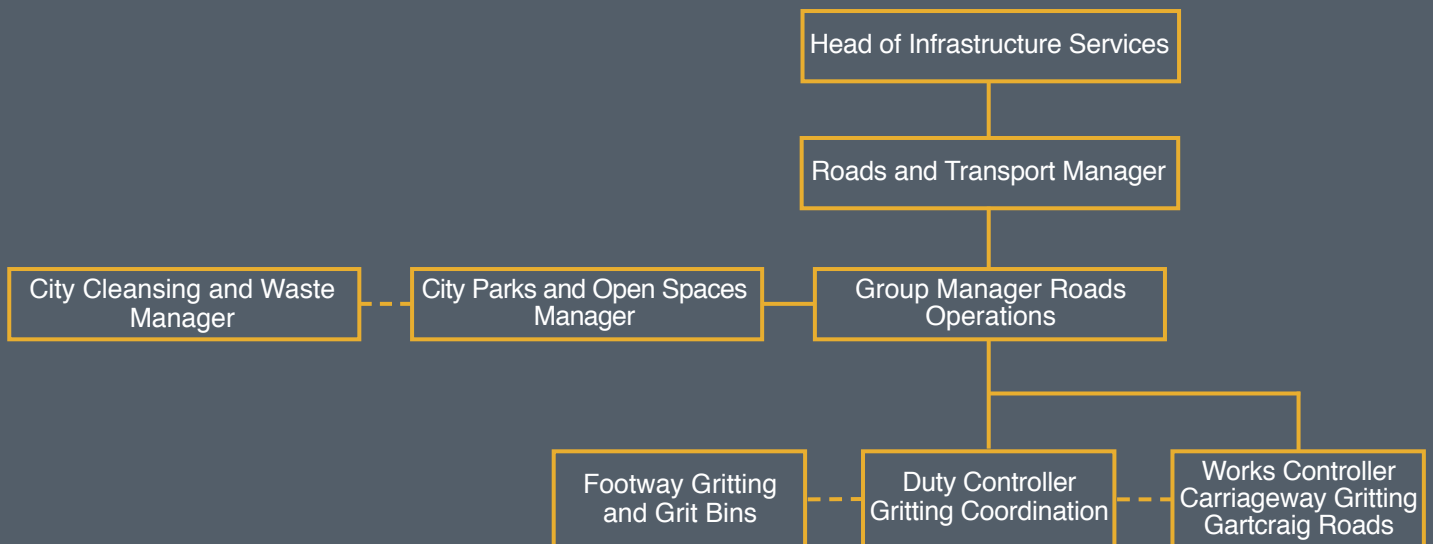 Head of Infrastructure Services
Roads and Transport Manager
City Cleansing and Waste
Manager
City Parks and Open Spaces
Manager
Group Manager Roads
Operations
Footway Gritting
and Grit Bins
Duty Controller
Gritting Coordination
Works Controller
Carriageway Gritting
Gartcraig Roads